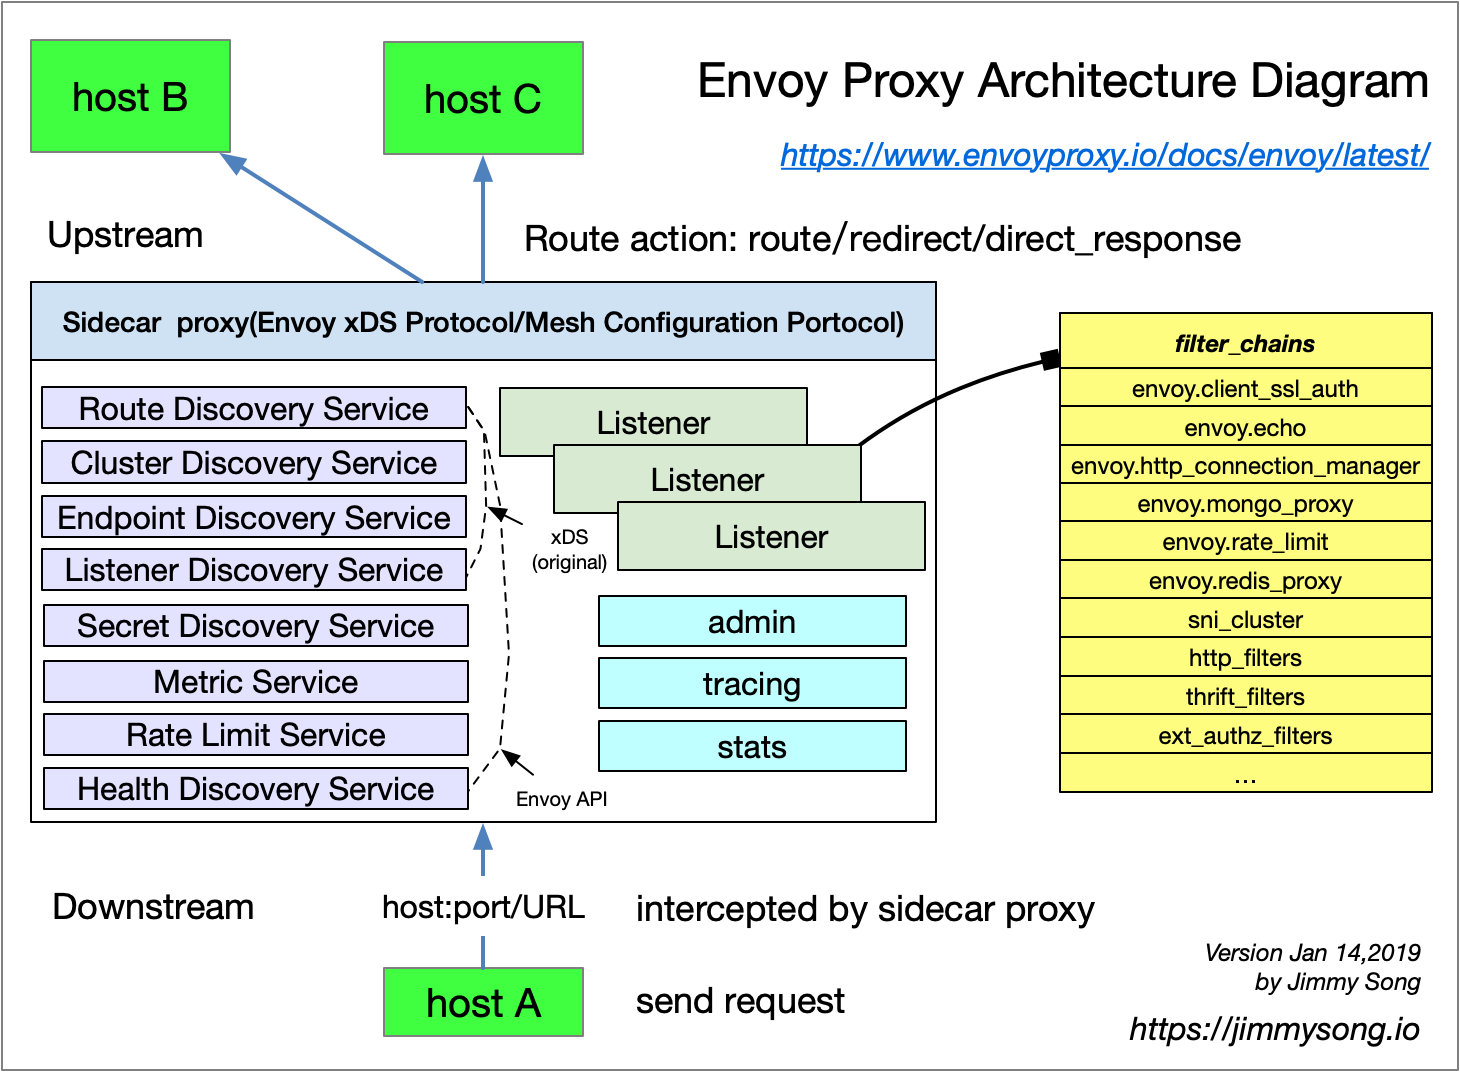 host B
host C
Envoy Proxy Architecture Diagram
https://www.envoyproxy.io/docs/envoy/latest/
Upstream
Route action: route/redirect/direct_response
Sidecar proxy(Envoy xDS Protocol/Mesh Configuration Portocol)
Route Discovery Service
Cluster Discovery Service
Endpoint Discovery Service
Listener Discovery Service
Secret Discovery Service
Metric Service
Rate Limit Service
Health Discovery Service
xDS
(original)
Envoy API
Listener
Listener
Listener
admin
tracing
stats
filter_chains
envoy.client_ssl_auth
envoy.echo
envoy.http_connection_manager
envoy.mongo_proxy
envoy.rate_limit
envoy.redis_proxy
sni_cluster
http_filters
thrift_filters
ext_authz_filters
...
Downstream
host:port/URL
intercepted by sidecar proxy
host A
send request
Version Jan 14,2019
by Jimmy Song
https://jimmysong.io